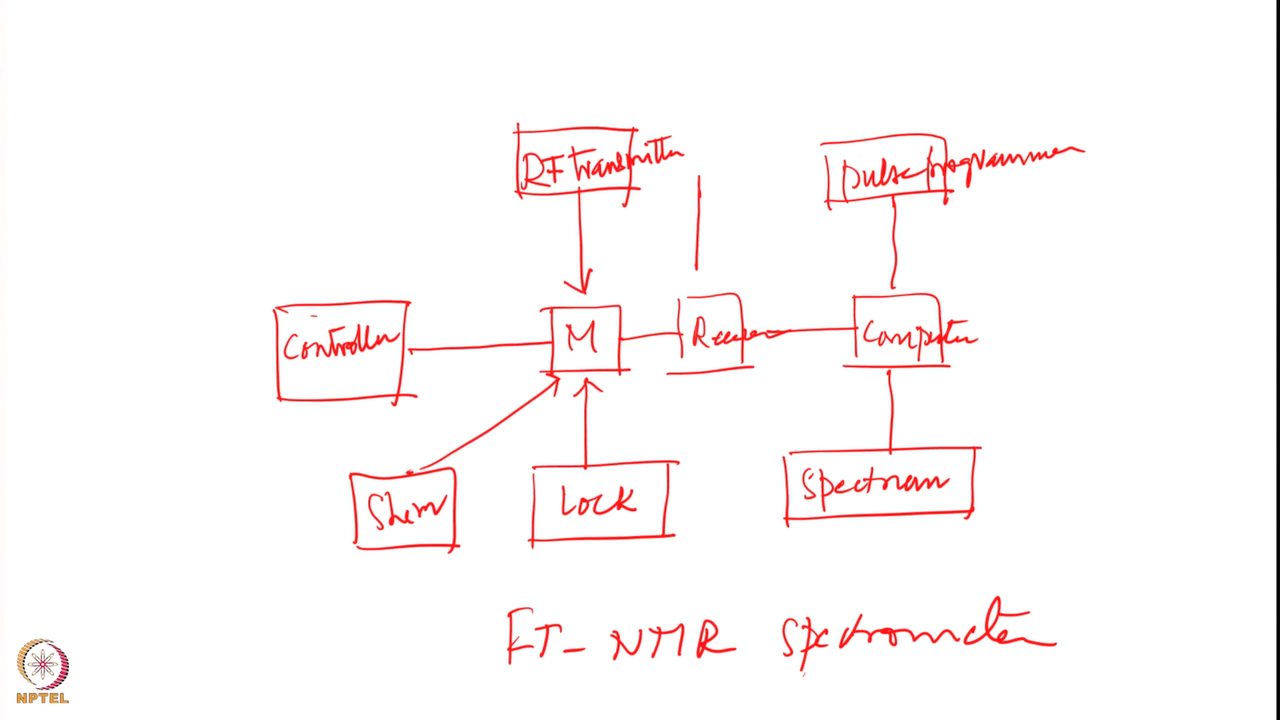 RF transmitter
Pulse programmer
Controller
M
Receiver
Computer
Shim
Lock
Spectrum
FT-NMR Spectrometer
NPTEL